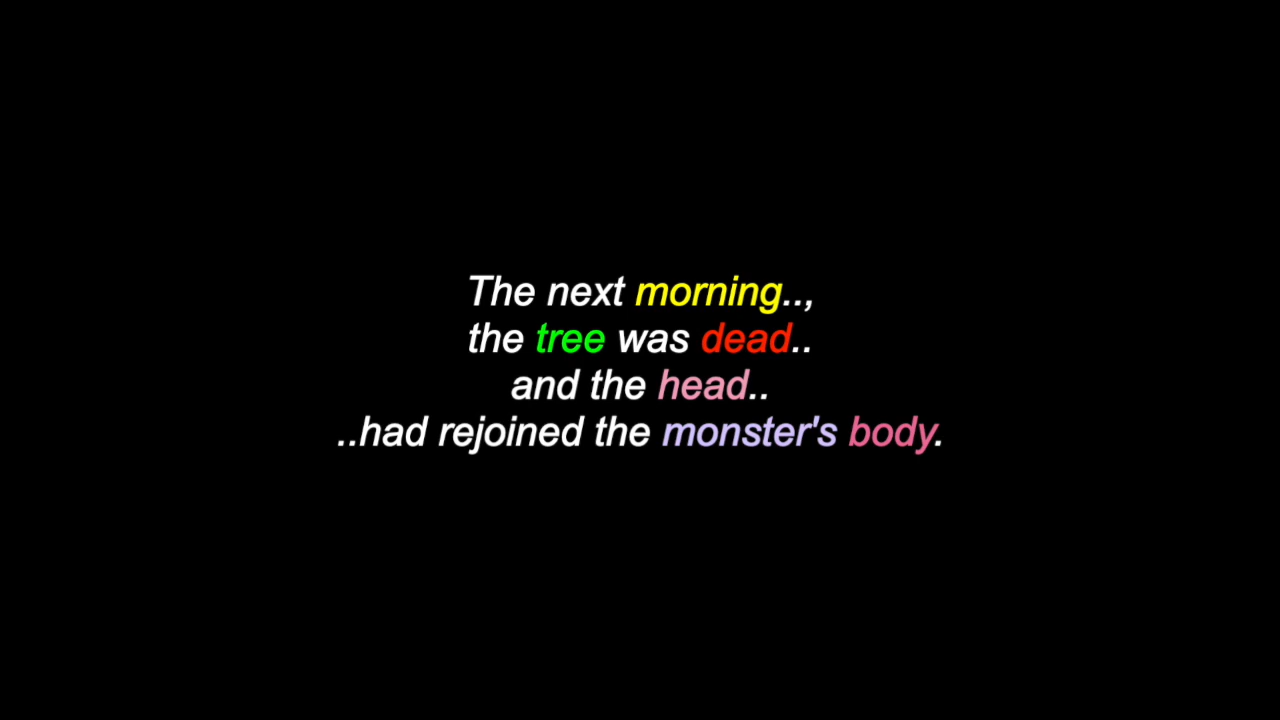 The next morning..,
the tree was dead..
and the head..
..had rejoined the monster's body.